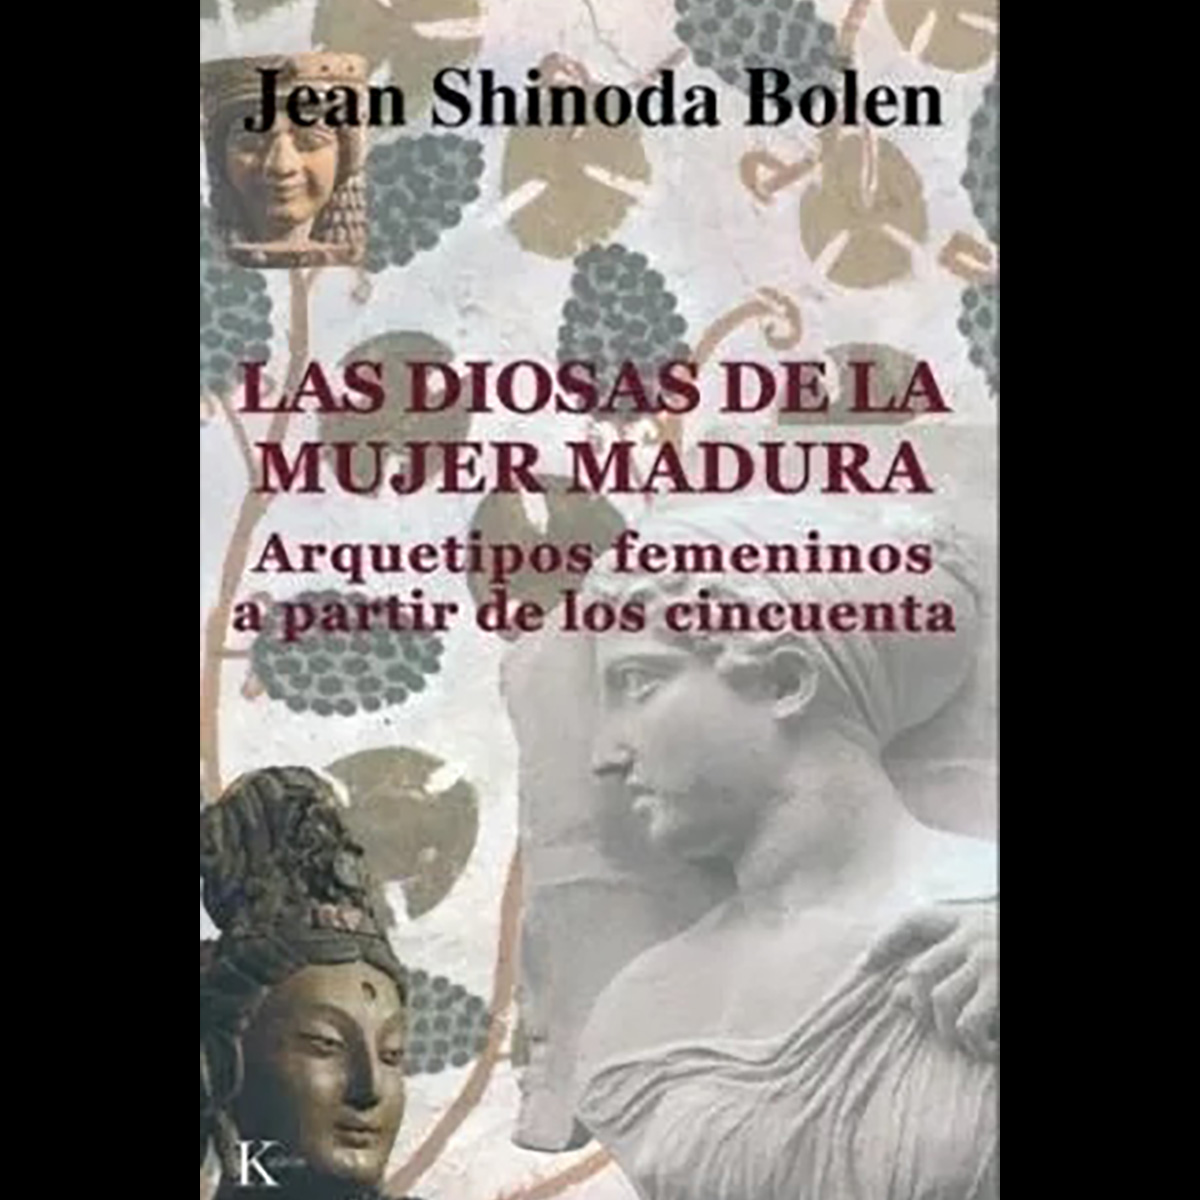 Jean Shinoda Bolen
LAS DIOSAS DE LA
MUJER MADURA
Arquetipos femeninos
a partir de los cincuenta
K